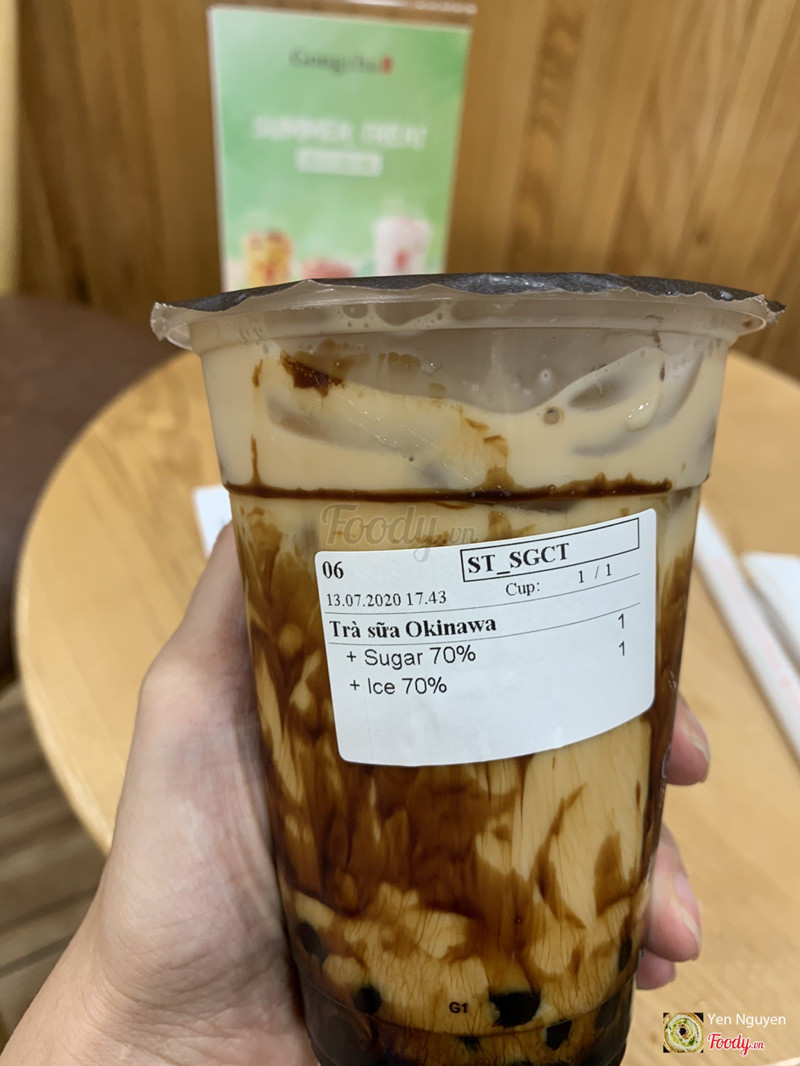 Gongcha
SUMMER TREAT
Foody.vn
06
ST_SGCT
13.07.2020 17.43
Cup: 1 / 1
Trà sữa Okinawa 1
+ Sugar 70% 1
+ Ice 70%
G1
Yen Nguyen
Foody.vn